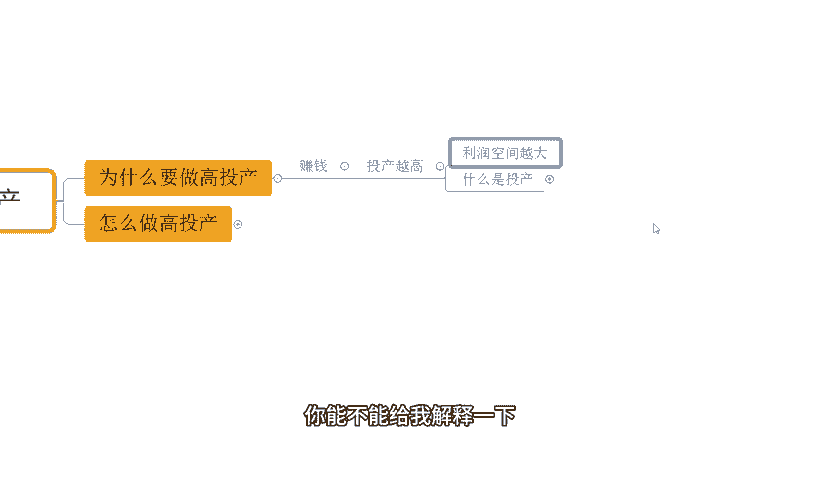 产
为什么要做高投产
赚钱
投产越高
利润空间越大
什么是投产
怎么做高投产
你能不能给我解释一下